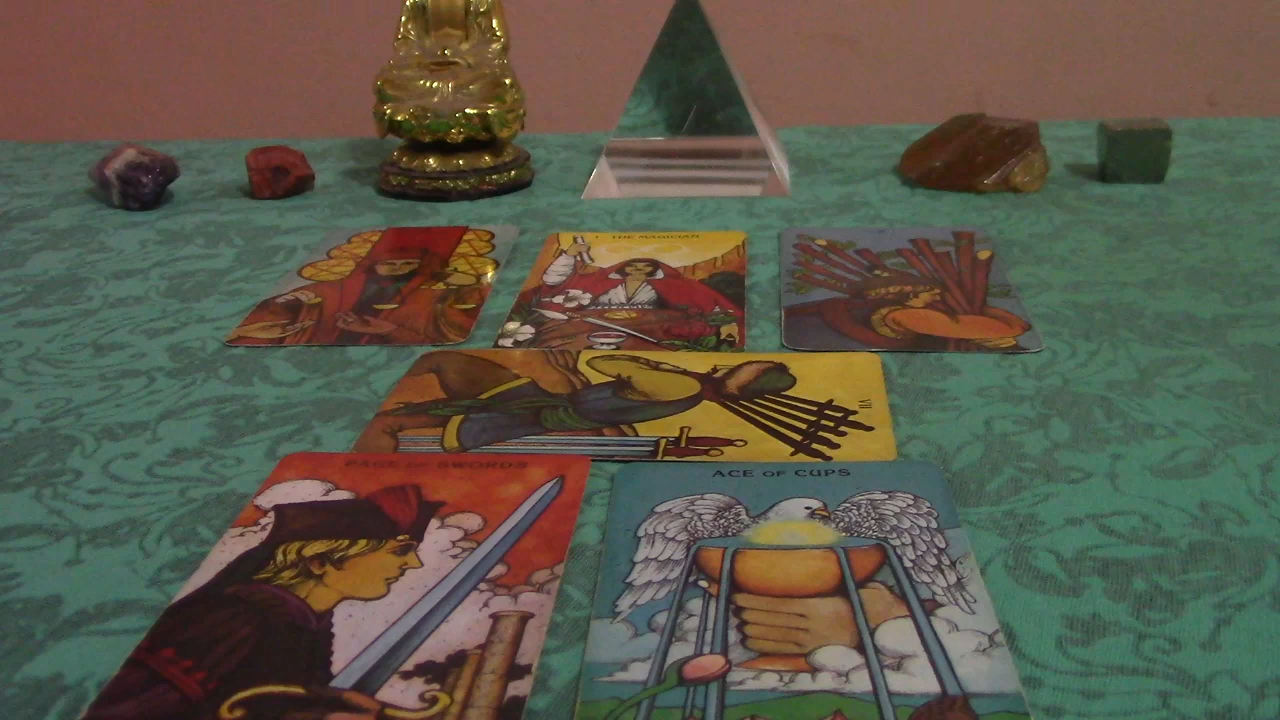 I THE MAGICIAN
VII
PAGE OF SWORDS
ACE OF CUPS